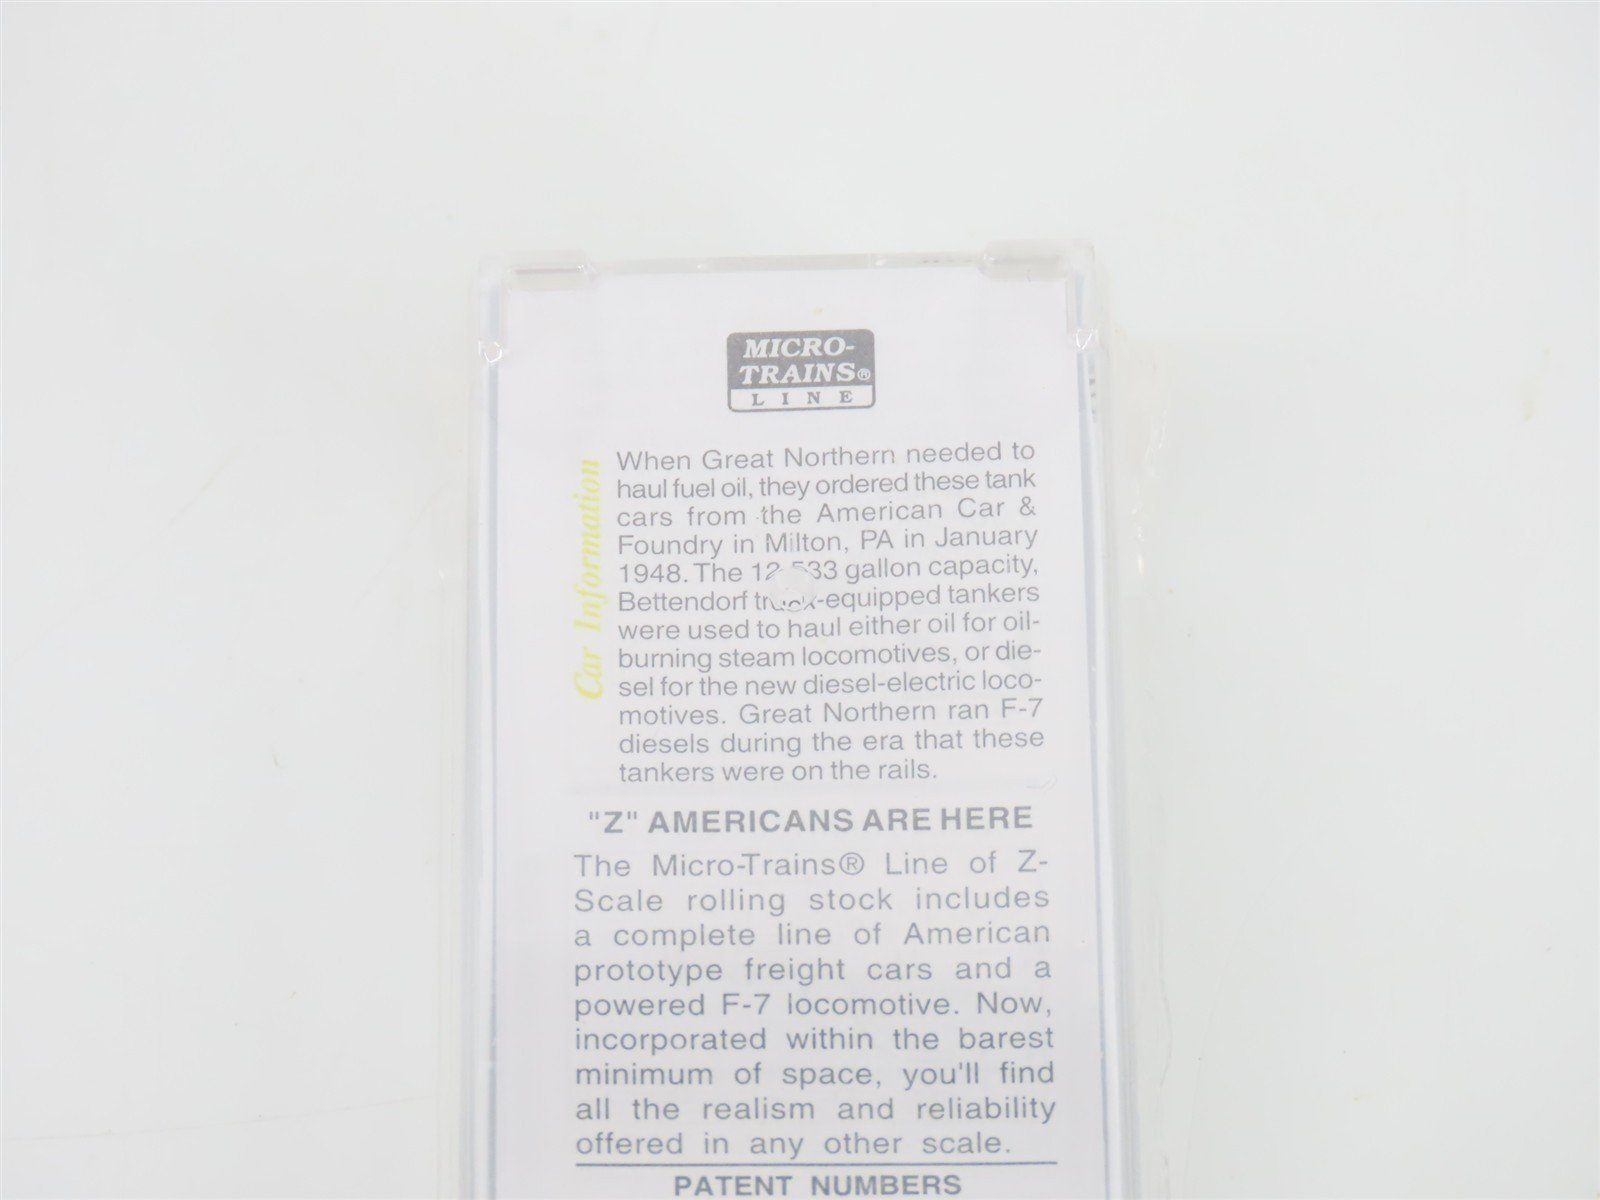 MICRO-
TRAINS®
LINE
Car Information
When Great Northern needed to
haul fuel oil, they ordered these tank
cars from the American Car &
Foundry in Milton, PA in January
1948. The 12,533 gallon capacity,
Bettendorf truck-equipped tankers
were used to haul either oil for oil-
burning steam locomotives, or die-
sel for the new diesel-electric loco-
motives. Great Northern ran F-7
diesels during the era that these
tankers were on the rails.
"Z" AMERICANS ARE HERE
The Micro-Trains® Line of Z-
Scale rolling stock includes
a complete line of American
prototype freight cars and a
powered F-7 locomotive. Now,
incorporated within the barest
minimum of space, you'll find
all the realism and reliability
offered in any other scale.
PATENT NUMBERS